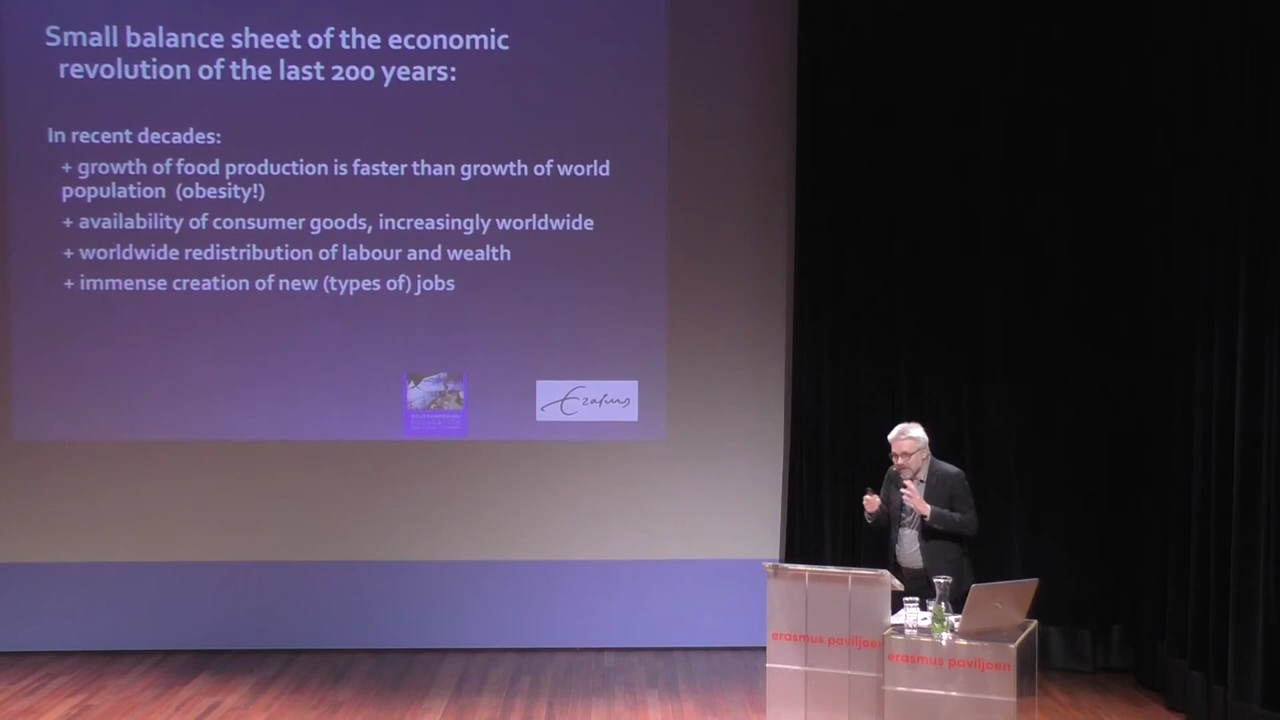 Small balance sheet of the economic
revolution of the last 200 years:
In recent decades:
+ growth of food production is faster than growth of world
population (obesity!)
+ availability of consumer goods, increasingly worldwide
+ worldwide redistribution of labour and wealth
+ immense creation of new (types of) jobs
Erasmus
erasmus paviljoen
erasmus paviljoen